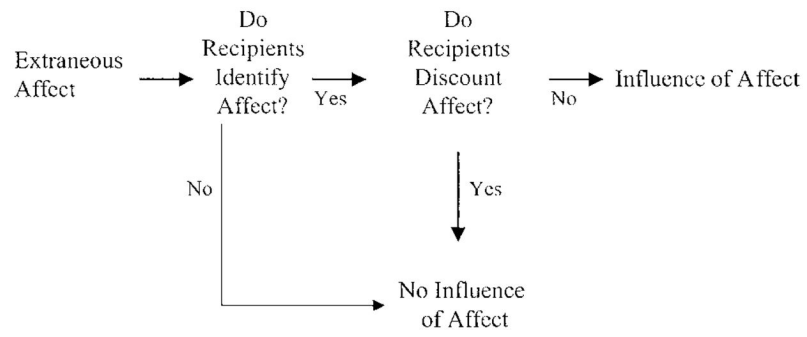 Extraneous
Affect
Do
Recipients
Identify
Affect?
Yes
Do
Recipients
Discount
Affect?
No
Influence of Affect
No
Yes
No Influence
of Affect